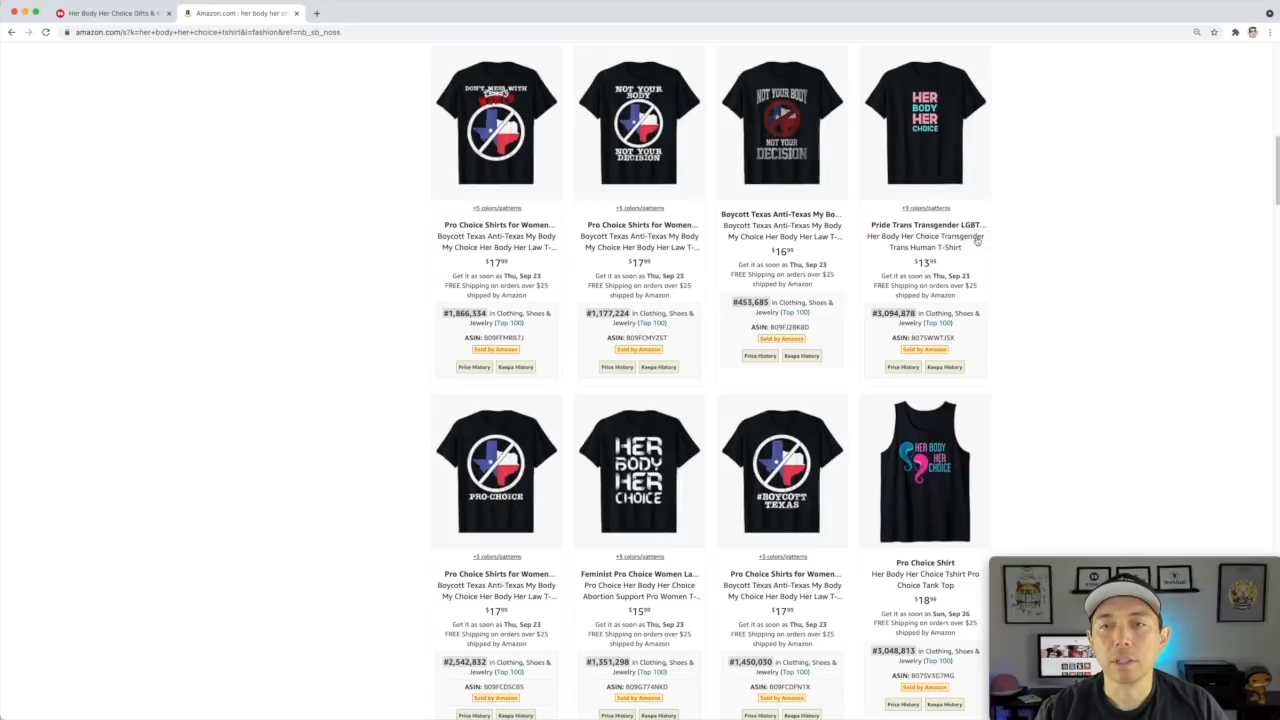 Her Body Her Choice Gifts & 
Amazon.com : her body her ch
amazon.com/s?k=her+body+her+choice+tshirt&i=fashion&ref=nb_sb_noss
DON'T MESS WITH
NOT YOUR
BODY
NOT YOUR
DECISION
NOT YOUR BODY
NOT YOUR
DECISION
HER
BODY
HER
CHOICE
+5 colors/patterns
+5 colors/patterns
+9 colors/patterns
Pro Choice Shirts for Women...
Boycott Texas Anti-Texas My Body
My Choice Her Body Her Law T-...
$17.99
Get it as soon as Thu, Sep 23
FREE Shipping on orders over $25
shipped by Amazon
#1,866,334 in Clothing, Shoes &
Jewelry (Top 100)
ASIN: B09FFMRB7J
Sold by Amazon
Price History
Keepa History
Pro Choice Shirts for Women...
Boycott Texas Anti-Texas My Body
My Choice Her Body Her Law T-...
$17.99
Get it as soon as Thu, Sep 23
FREE Shipping on orders over $25
shipped by Amazon
#1,177,224 in Clothing, Shoes &
Jewelry (Top 100)
ASIN: B09FCMYZST
Sold by Amazon
Price History
Keepa History
Boycott Texas Anti-Texas My Bo...
Boycott Texas Anti-Texas My Body
My Choice Her Body Her Law T-...
$16.99
Get it as soon as Thu, Sep 23
FREE Shipping on orders over $25
shipped by Amazon
#453,685 in Clothing, Shoes &
Jewelry (Top 100)
ASIN: B09FJ2BKBD
Sold by Amazon
Price History
Keepa History
Pride Trans Transgender LGBT...
Her Body Her Choice Transgender
Trans Human T-Shirt
$13.99
Get it as soon as Thu, Sep 23
FREE Shipping on orders over $25
shipped by Amazon
#3,094,878 in Clothing, Shoes &
Jewelry (Top 100)
ASIN: B07SWWTJSX
Sold by Amazon
Price History
Keepa History
PRO-CHOICE
HER
BODY
HER
CHOICE
#BOYCOTT
TEXAS
HER BODY
HER
CHOICE
+5 colors/patterns
+9 colors/patterns
+5 colors/patterns
Pro Choice Shirts for Women...
Boycott Texas Anti-Texas My Body
My Choice Her Body Her Law T-...
$17.99
Get it as soon as Thu, Sep 23
FREE Shipping on orders over $25
shipped by Amazon
#2,542,832 in Clothing, Shoes &
Jewelry (Top 100)
ASIN: B09FCDSCBS
Sold by Amazon
Price History
Keepa History
Feminist Pro Choice Women La...
Pro Choice Her Body Her Choice
Abortion Support Pro Women T-...
$15.99
Get it as soon as Thu, Sep 23
FREE Shipping on orders over $25
shipped by Amazon
#1,351,298 in Clothing, Shoes &
Jewelry (Top 100)
ASIN: B09G774NKD
Sold by Amazon
Price History
Keepa History
Pro Choice Shirts for Women...
Boycott Texas Anti-Texas My Body
My Choice Her Body Her Law T-...
$17.99
Get it as soon as Thu, Sep 23
FREE Shipping on orders over $25
shipped by Amazon
#1,450,030 in Clothing, Shoes &
Jewelry (Top 100)
ASIN: B09FCDFN1X
Sold by Amazon
Price History
Keepa History
Pro Choice Shirt
Her Body Her Choice Tshirt Pro
Choice Tank Top
$18.99
Get it as soon as Sun, Sep 26
FREE Shipping on orders over $25
shipped by Amazon
#3,048,813 in Clothing, Shoes &
Jewelry (Top 100)
ASIN: B07SV3G7MG
Sold by Amazon
Price History
Keepa History